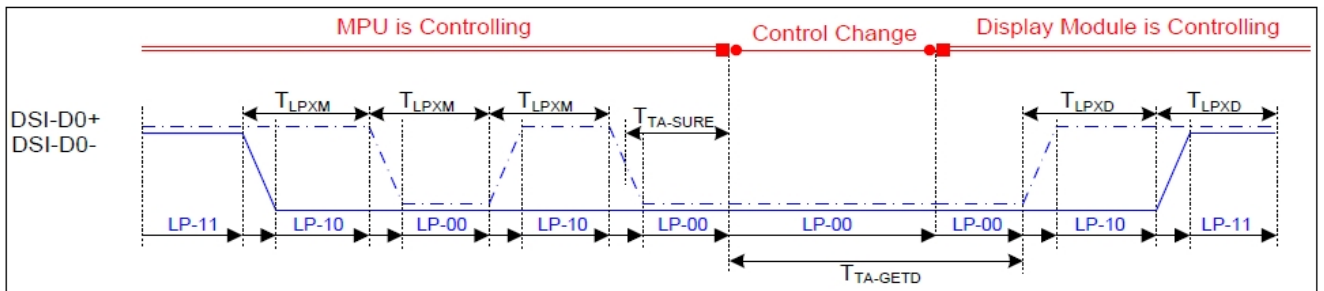 MPU is Controlling
Control Change
Display Module is Controlling
DSI-D0+
DSI-D0-
TLPXM
TLPXM
TLPXM
TTA-SURE
TLPXD
TLPXD
LP-11
LP-10
LP-00
LP-10
LP-00
LP-00
LP-00
LP-10
LP-11
TTA-GETD